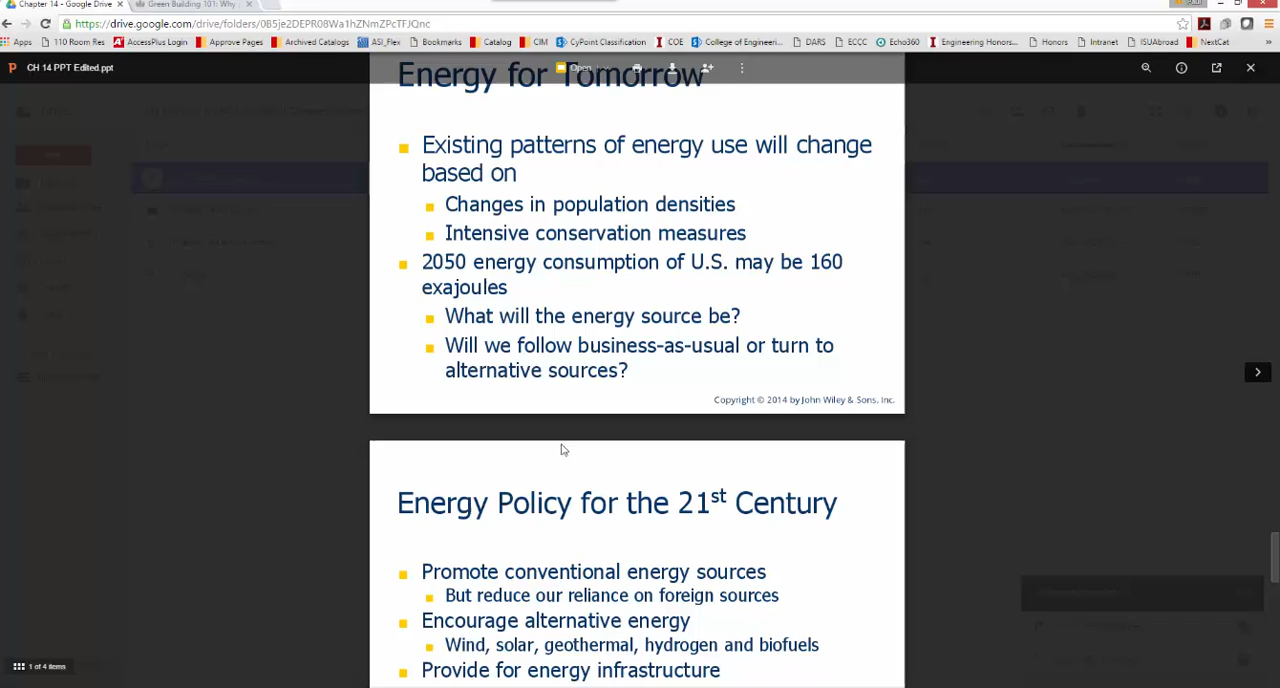 Chapter 14 - Google Drive
Green Building 101: Why
https://drive.google.com/drive/folders/0B5je2DEPR08Wa1hZNmZPcTFJQnc
Apps 110 Room Res AccessPlus Login Approve Pages Archived Catalogs ASI_Flex Bookmarks Catalog CIM CyPoint Classification COE College of Engineeri... DARS ECCC Echo360 Engineering Honors... Honors Intranet ISUAbroad NextCat
CH 14 PPT Edited.ppt
Open
Energy for Tomorrow
Existing patterns of energy use will change
based on
Changes in population densities
Intensive conservation measures
2050 energy consumption of U.S. may be 160
exajoules
What will the energy source be?
Will we follow business-as-usual or turn to
alternative sources?
Copyright © 2014 by John Wiley & Sons, Inc.
Energy Policy for the 21st Century
Promote conventional energy sources
But reduce our reliance on foreign sources
Encourage alternative energy
Wind, solar, geothermal, hydrogen and biofuels
Provide for energy infrastructure
1 of 4 items